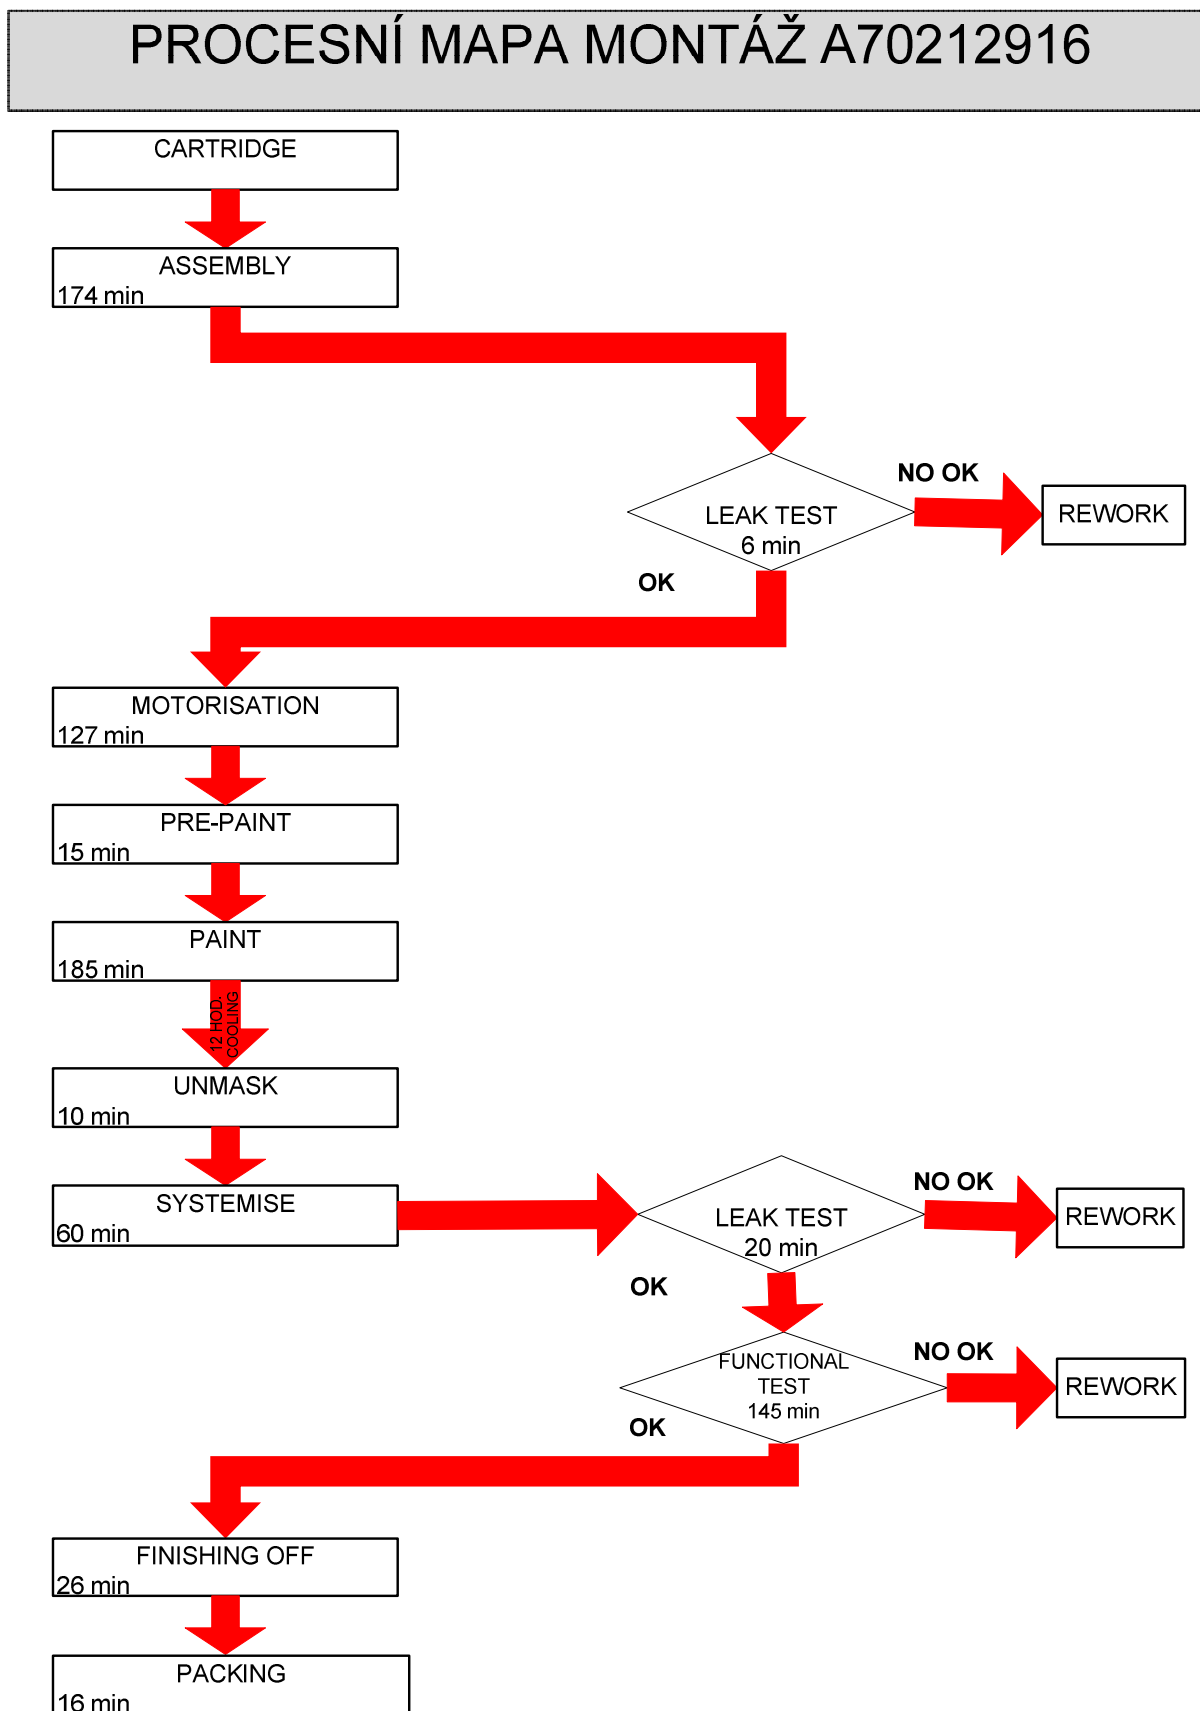 PROCESNÍ MAPA MONTÁŽ A70212916
CARTRIDGE
ASSEMBLY
174 min
NO OK
LEAK TEST
6 min
REWORK
OK
MOTORISATION
127 min
PRE-PAINT
15 min
PAINT
185 min
12 HOD.
COOLING
UNMASK
10 min
SYSTEMISE
60 min
NO OK
LEAK TEST
20 min
REWORK
OK
FUNCTIONAL
TEST
145 min
NO OK
REWORK
OK
FINISHING OFF
26 min
PACKING
16 min